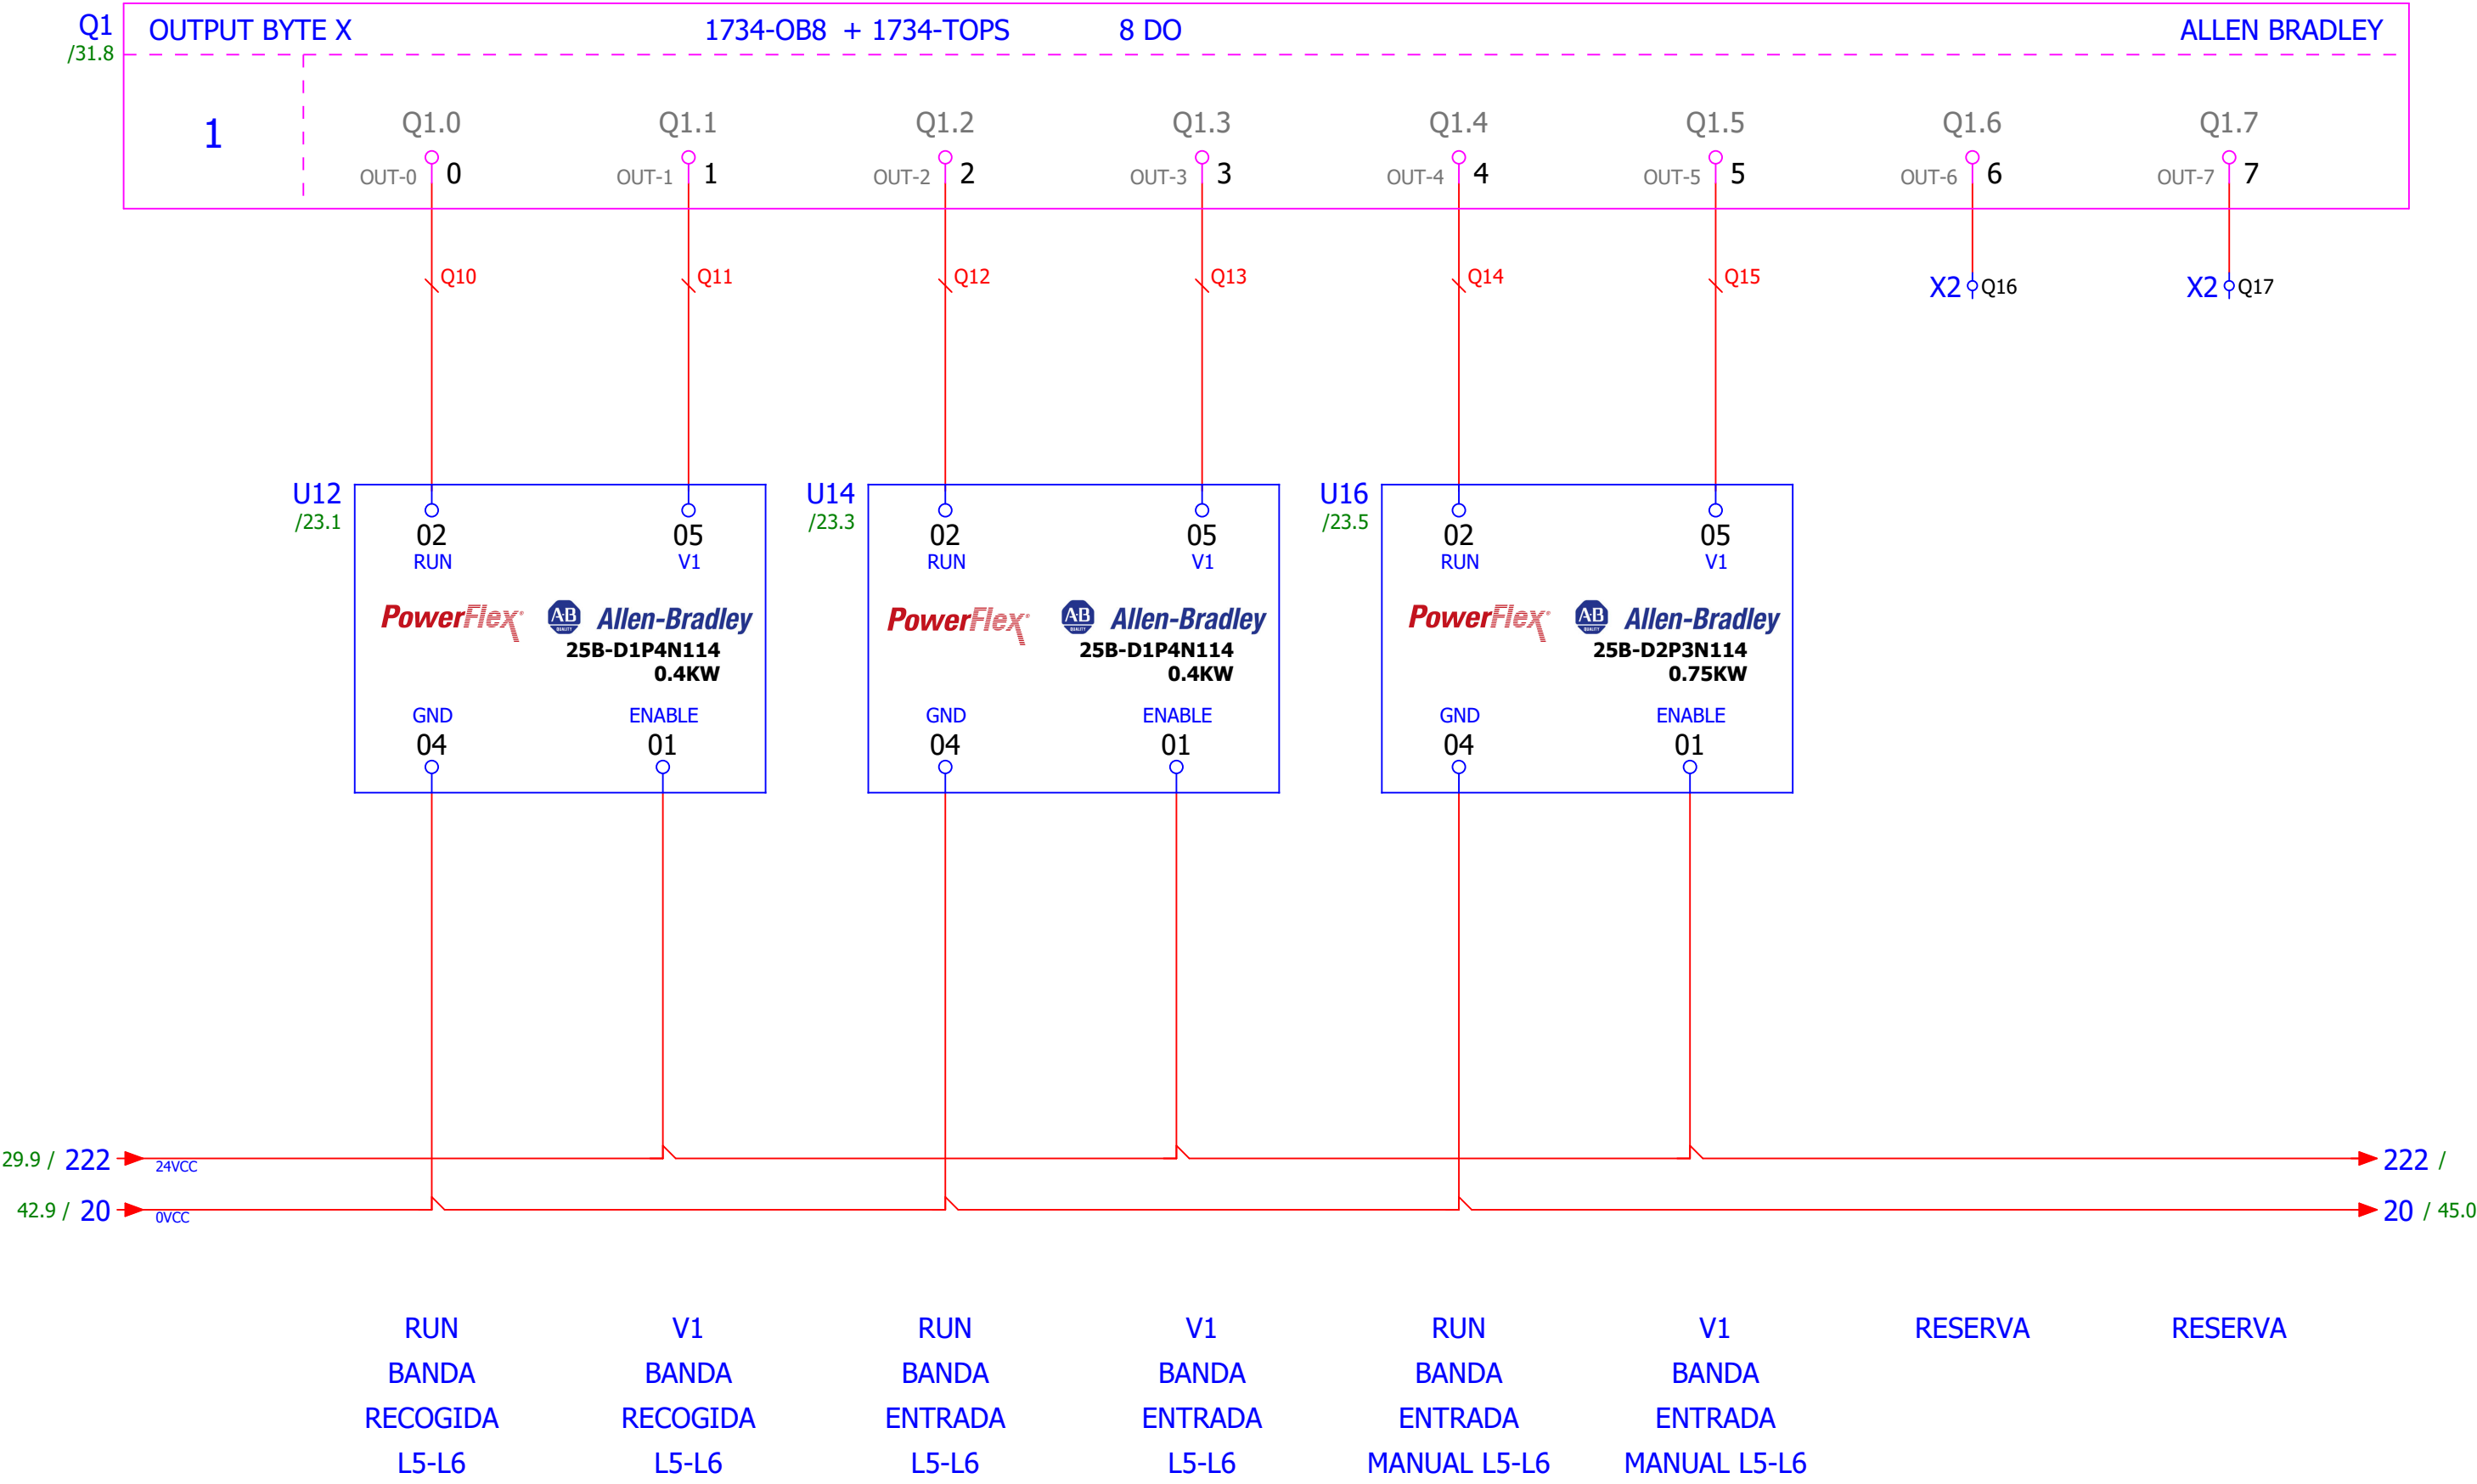 Q1 OUTPUT BYTE X 1734-OB8 + 1734-TOPS 8 DO ALLEN BRADLEY
/31.8
1
Q1.0 Q1.1 Q1.2 Q1.3 Q1.4 Q1.5 Q1.6 Q1.7
OUT-0 0 OUT-1 1 OUT-2 2 OUT-3 3 OUT-4 4 OUT-5 5 OUT-6 6 OUT-7 7
Q10 Q11 Q12 Q13 Q14 Q15 X2 Q16 X2 Q17
U12 U14 U16
/23.1 /23.3 /23.5
02 05 02 05 02 05
RUN V1 RUN V1 RUN V1
PowerFlex A·B QUALITY Allen-Bradley PowerFlex A·B QUALITY Allen-Bradley PowerFlex A·B QUALITY Allen-Bradley
25B-D1P4N114 25B-D1P4N114 25B-D2P3N114
0.4KW 0.4KW 0.75KW
GND ENABLE GND ENABLE GND ENABLE
04 01 04 01 04 01
29.9 / 222 24VCC 222 /
42.9 / 20 0VCC 20 / 45.0
RUN V1 RUN V1 RUN V1 RESERVA RESERVA
BANDA BANDA BANDA BANDA BANDA BANDA
RECOGIDA RECOGIDA ENTRADA ENTRADA ENTRADA ENTRADA
L5-L6 L5-L6 L5-L6 L5-L6 MANUAL L5-L6 MANUAL L5-L6